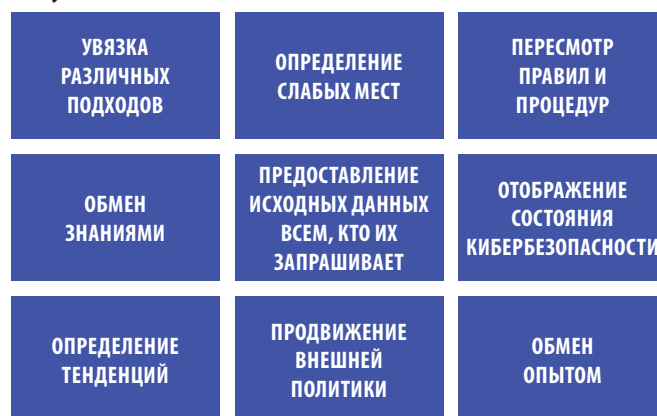 УВЯЗКА
РАЗЛИЧНЫХ
ПОДХОДОВ
ОПРЕДЕЛЕНИЕ
СЛАБЫХ МЕСТ
ПЕРЕСМОТР
ПРАВИЛ И
ПРОЦЕДУР
ОБМЕН
ЗНАНИЯМИ
ПРЕДОСТАВЛЕНИЕ
ИСХОДНЫХ ДАННЫХ
ВСЕМ, КТО ИХ
ЗАПРАШИВАЕТ
ОТОБРАЖЕНИЕ
СОСТОЯНИЯ
КИБЕРБЕЗОПАСНОСТИ
ОПРЕДЕЛЕНИЕ
ТЕНДЕНЦИЙ
ПРОДВИЖЕНИЕ
ВНЕШНЕЙ
ПОЛИТИКИ
ОБМЕН
ОПЫТОМ